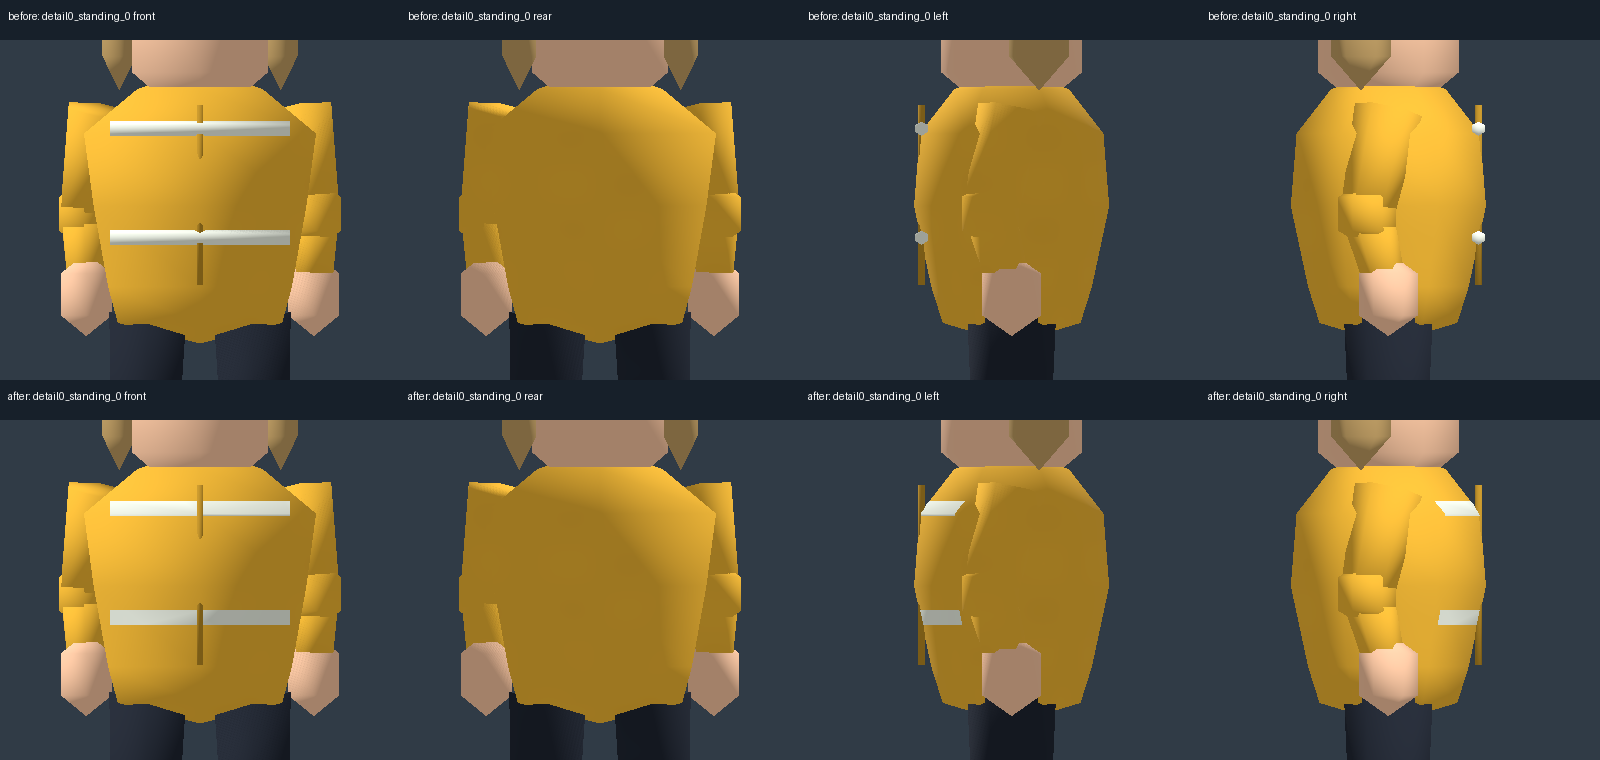 before: detail0_standing_0 front
before: detail0_standing_0 rear
before: detail0_standing_0 left
before: detail0_standing_0 right
after: detail0_standing_0 front
after: detail0_standing_0 rear
after: detail0_standing_0 left
after: detail0_standing_0 right